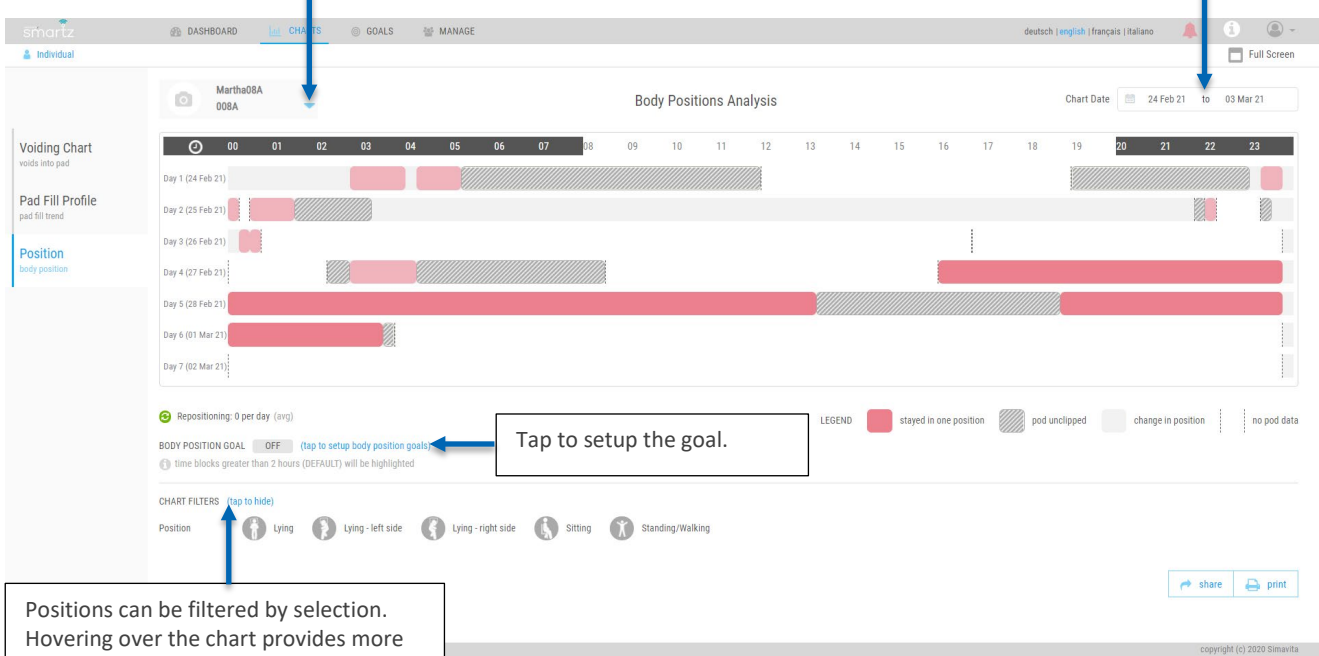 smartz
DASHBOARD CHARTS GOALS MANAGE deutsch | english | français | italiano
Individual Full Screen
Martha08A
008A
Body Positions Analysis
Chart Date 24 Feb 21 to 03 Mar 21
Voiding Chart
voids into pad
Pad Fill Profile
pad fill trend
Position
body position
00 01 02 03 04 05 06 07 08 09 10 11 12 13 14 15 16 17 18 19 20 21 22 23
Day 1 (24 Feb 21)
Day 2 (25 Feb 21)
Day 3 (26 Feb 21)
Day 4 (27 Feb 21)
Day 5 (28 Feb 21)
Day 6 (01 Mar 21)
Day 7 (02 Mar 21)
Repositioning: 0 per day (avg)
LEGEND stayed in one position pod unclipped change in position no pod data
BODY POSITION GOAL OFF (tap to setup body position goals)
time blocks greater than 2 hours (DEFAULT) will be highlighted
Tap to setup the goal.
CHART FILTERS (tap to hide)
Position Lying Lying - left side Lying - right side Sitting Standing/Walking
share print
Positions can be filtered by selection.
Hovering over the chart provides more
copyright (c) 2020 Simavita